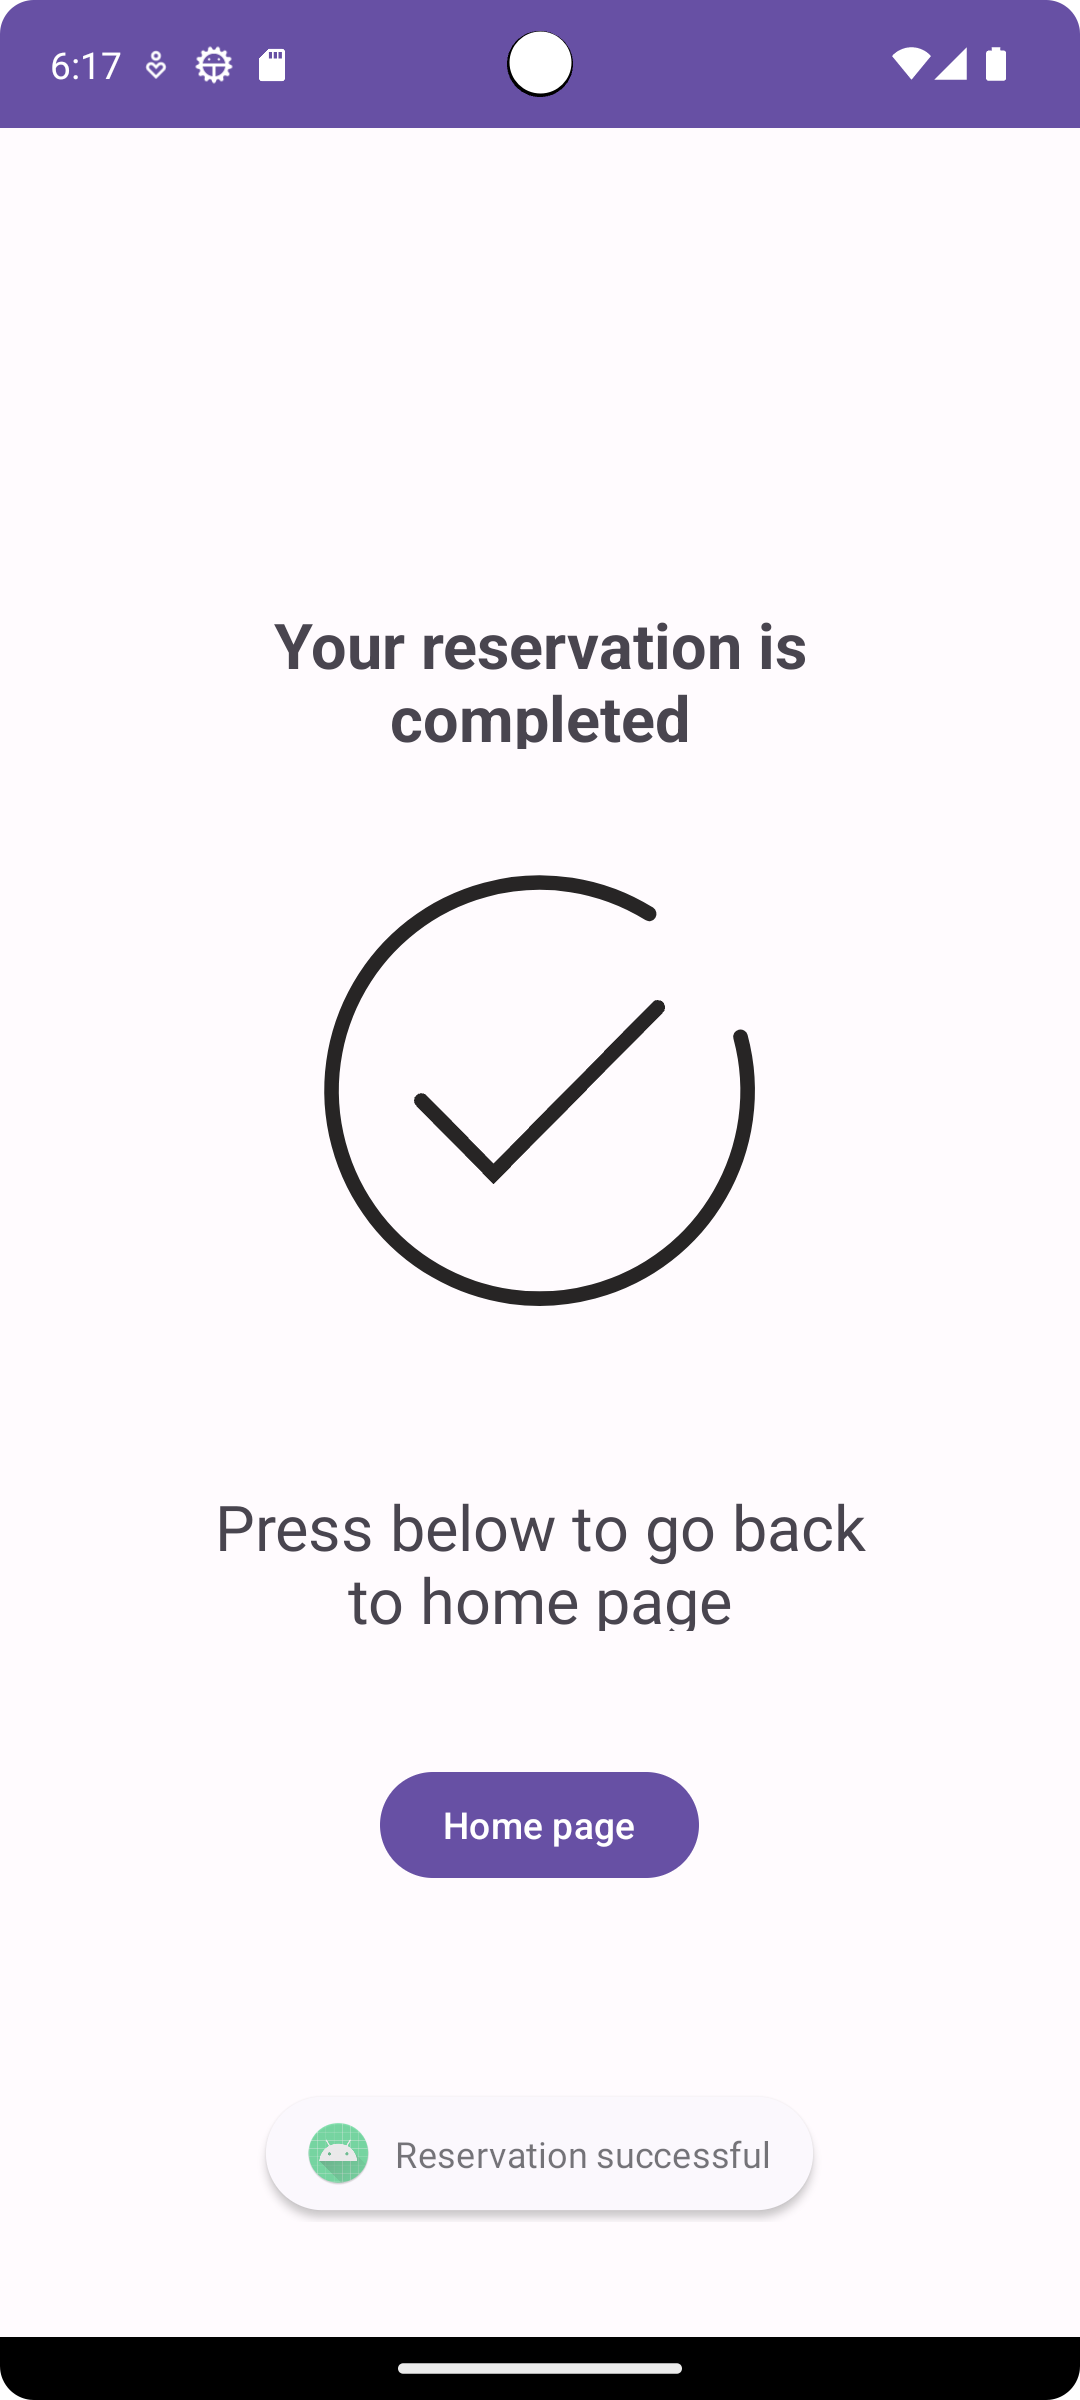 6:17
Your reservation is
completed
Press below to go back
to home page
Home page
Reservation successful